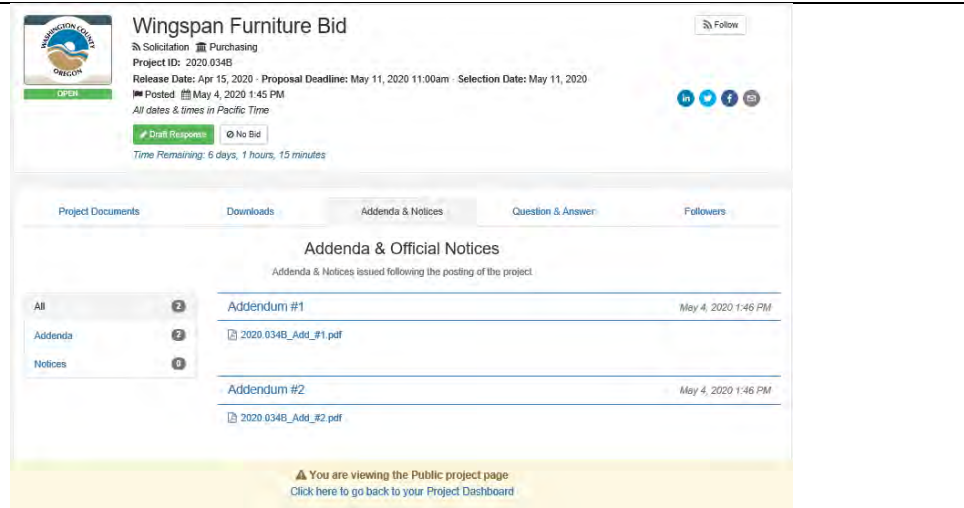 WASHINGTON COUNTY
OREGON
OPEN
Wingspan Furniture Bid
Follow
Solicitation Purchasing
Project ID: 2020.034B
Release Date: Apr 15, 2020 · Proposal Deadline: May 11, 2020 11:00am · Selection Date: May 11, 2020
Posted May 4, 2020 1:45 PM
All dates & times in Pacific Time
Draft Response No Bid
Time Remaining: 6 days, 1 hours, 15 minutes
Project Documents Downloads Addenda & Notices Question & Answer Followers
Addenda & Official Notices
Addenda & Notices issued following the posting of the project
All 2
Addenda 2
Notices 0
Addendum #1 May 4, 2020 1:46 PM
2020.034B_Add_#1.pdf
Addendum #2 May 4, 2020 1:46 PM
2020.034B_Add_#2.pdf
You are viewing the Public project page
Click here to go back to your Project Dashboard